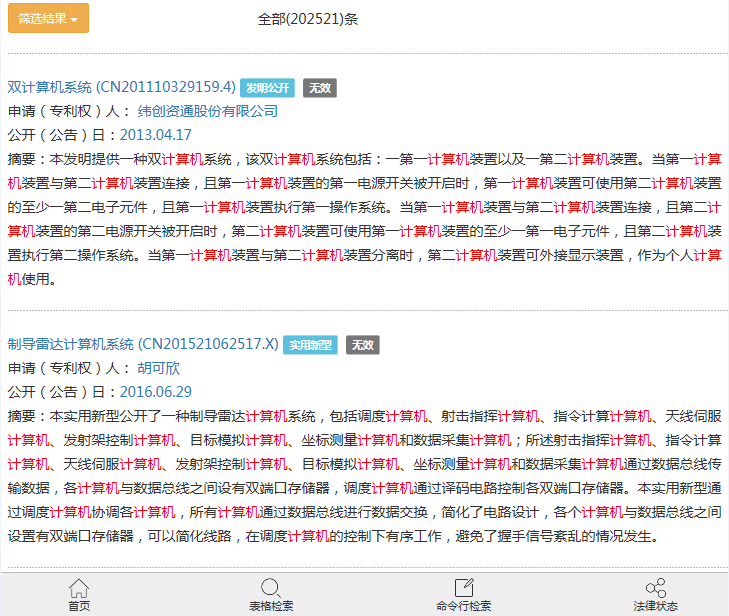 筛选结果
全部(202521)条
双计算机系统 (CN201110329159.4) 发明公开 无效
申请（专利权）人： 纬创资通股份有限公司
公开（公告）日：2013.04.17
摘要：本发明提供一种双计算机系统，该双计算机系统包括：一第一计算机装置以及一第二计算机装置。当第一计算
机装置与第二计算机装置连接，且第一计算机装置的第一电源开关被开启时，第一计算机装置可使用第二计算机装置
的至少一第二电子元件，且第一计算机装置执行第一操作系统。当第一计算机装置与第二计算机装置连接，且第二计
算机装置的第二电源开关被开启时，第二计算机装置可使用第一计算机装置的至少一第一电子元件，且第二计算机装
置执行第二操作系统。当第一计算机装置与第二计算机装置分离时，第二计算机装置可外接显示装置，作为个人计算
机使用。
制导雷达计算机系统 (CN201521062517.X) 实用新型 无效
申请（专利权）人： 胡可欣
公开（公告）日：2016.06.29
摘要：本实用新型公开了一种制导雷达计算机系统，包括调度计算机、射击指挥计算机、指令计算计算机、天线伺服
计算机、发射架控制计算机、目标模拟计算机、坐标测量计算机和数据采集计算机；所述射击指挥计算机、指令计算
计算机、天线伺服计算机、发射架控制计算机、目标模拟计算机、坐标测量计算机和数据采集计算机通过数据总线传
输数据，各计算机与数据总线之间设有双端口存储器，调度计算机通过译码电路控制各双端口存储器。本实用新型通
过调度计算机协调各计算机，所有计算机通过数据总线进行数据交换，简化了电路设计，各个计算机与数据总线之间
设置有双端口存储器，可以简化线路，在调度计算机的控制下有序工作，避免了握手信号紊乱的情况发生。
首页 表格检索 命令行检索 法律状态